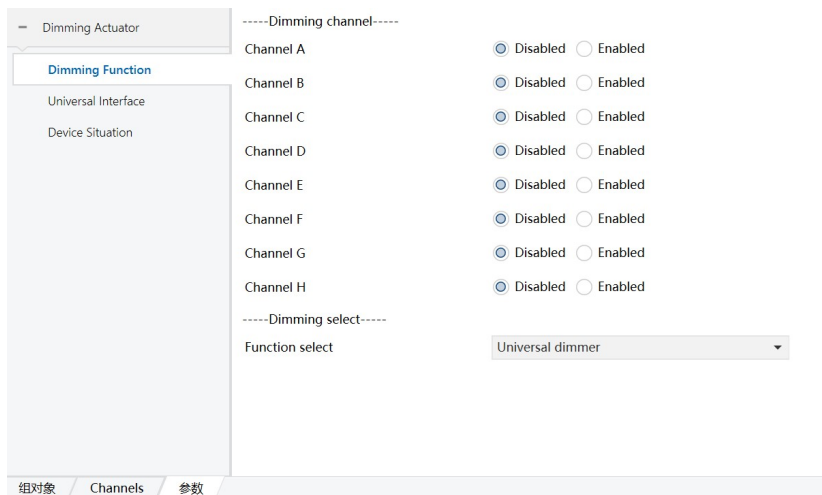 Dimming Actuator
Dimming Function
Universal Interface
Device Situation
-----Dimming channel-----
Channel A Disabled Enabled
Channel B Disabled Enabled
Channel C Disabled Enabled
Channel D Disabled Enabled
Channel E Disabled Enabled
Channel F Disabled Enabled
Channel G Disabled Enabled
Channel H Disabled Enabled
-----Dimming select-----
Function select Universal dimmer
组对象 Channels 参数